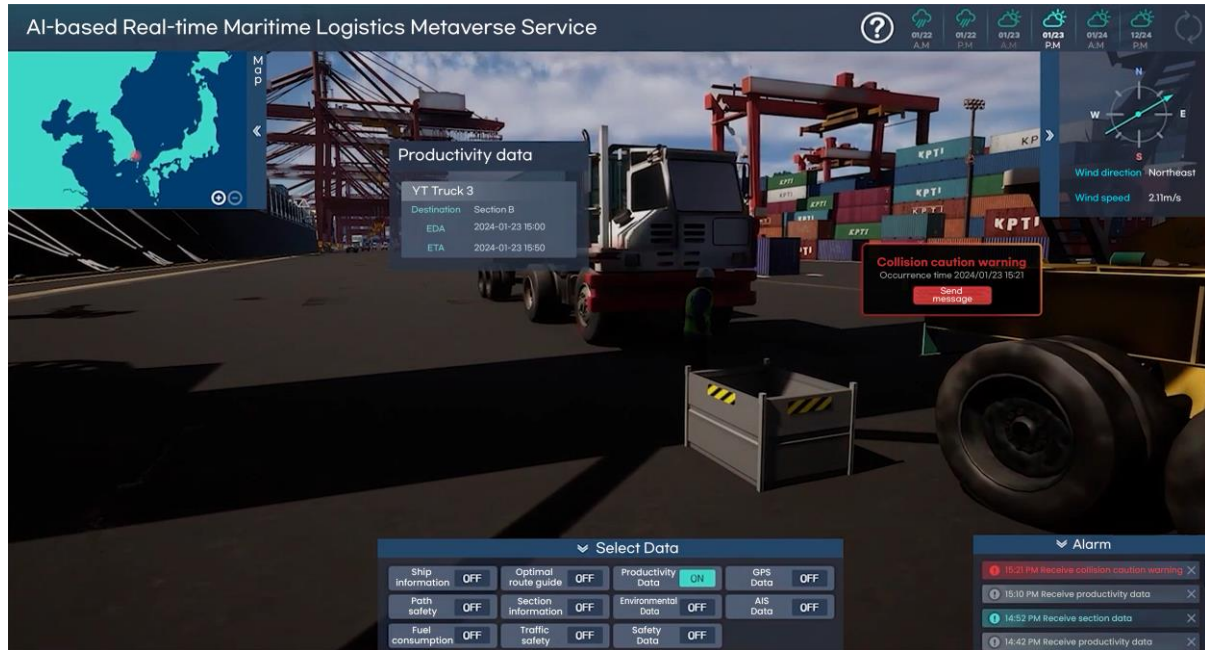 AI-based Real-time Maritime Logistics Metaverse Service
?
01/22 A.M
01/22 P.M
01/23 A.M
01/23 P.M
01/24 A.M
12/24 P.M
Map
N
W
E
S
Wind direction Northeast
Wind speed 2.11m/s
Productivity data
YT Truck 3
Destination Section B
EDA 2024-01-23 15:00
ETA 2024-01-23 15:50
KPTI
KPTI
KPTI
KPTI
KPTI
KPTI
Collision caution warning
Occurrence time 2024/01/23 15:21
Send
message
Select Data
Ship
information OFF
Optimal
route guide OFF
Productivity
Data ON
GPS
Data OFF
Path
safety OFF
Section
information OFF
Environmental
Data OFF
AIS
Data OFF
Fuel
consumption OFF
Traffic
safety OFF
Safety
Data OFF
Alarm
15:21 PM Receive collision caution warning
15:10 PM Receive productivity data
14:52 PM Receive section data
14:42 PM Receive productivity data